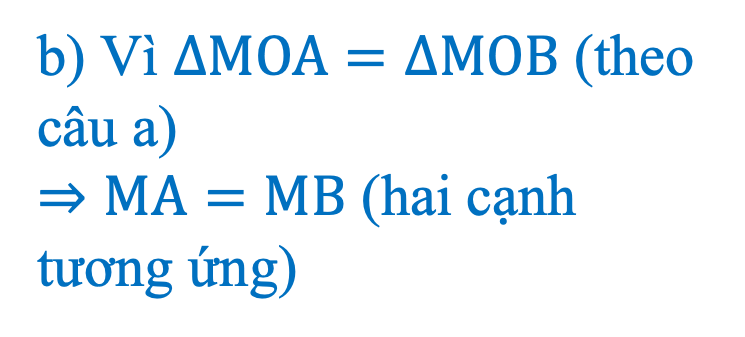 b) Vì ΔMOA = ΔMOB (theo
câu a)
⇒ MA = MB (hai cạnh
tương ứng)